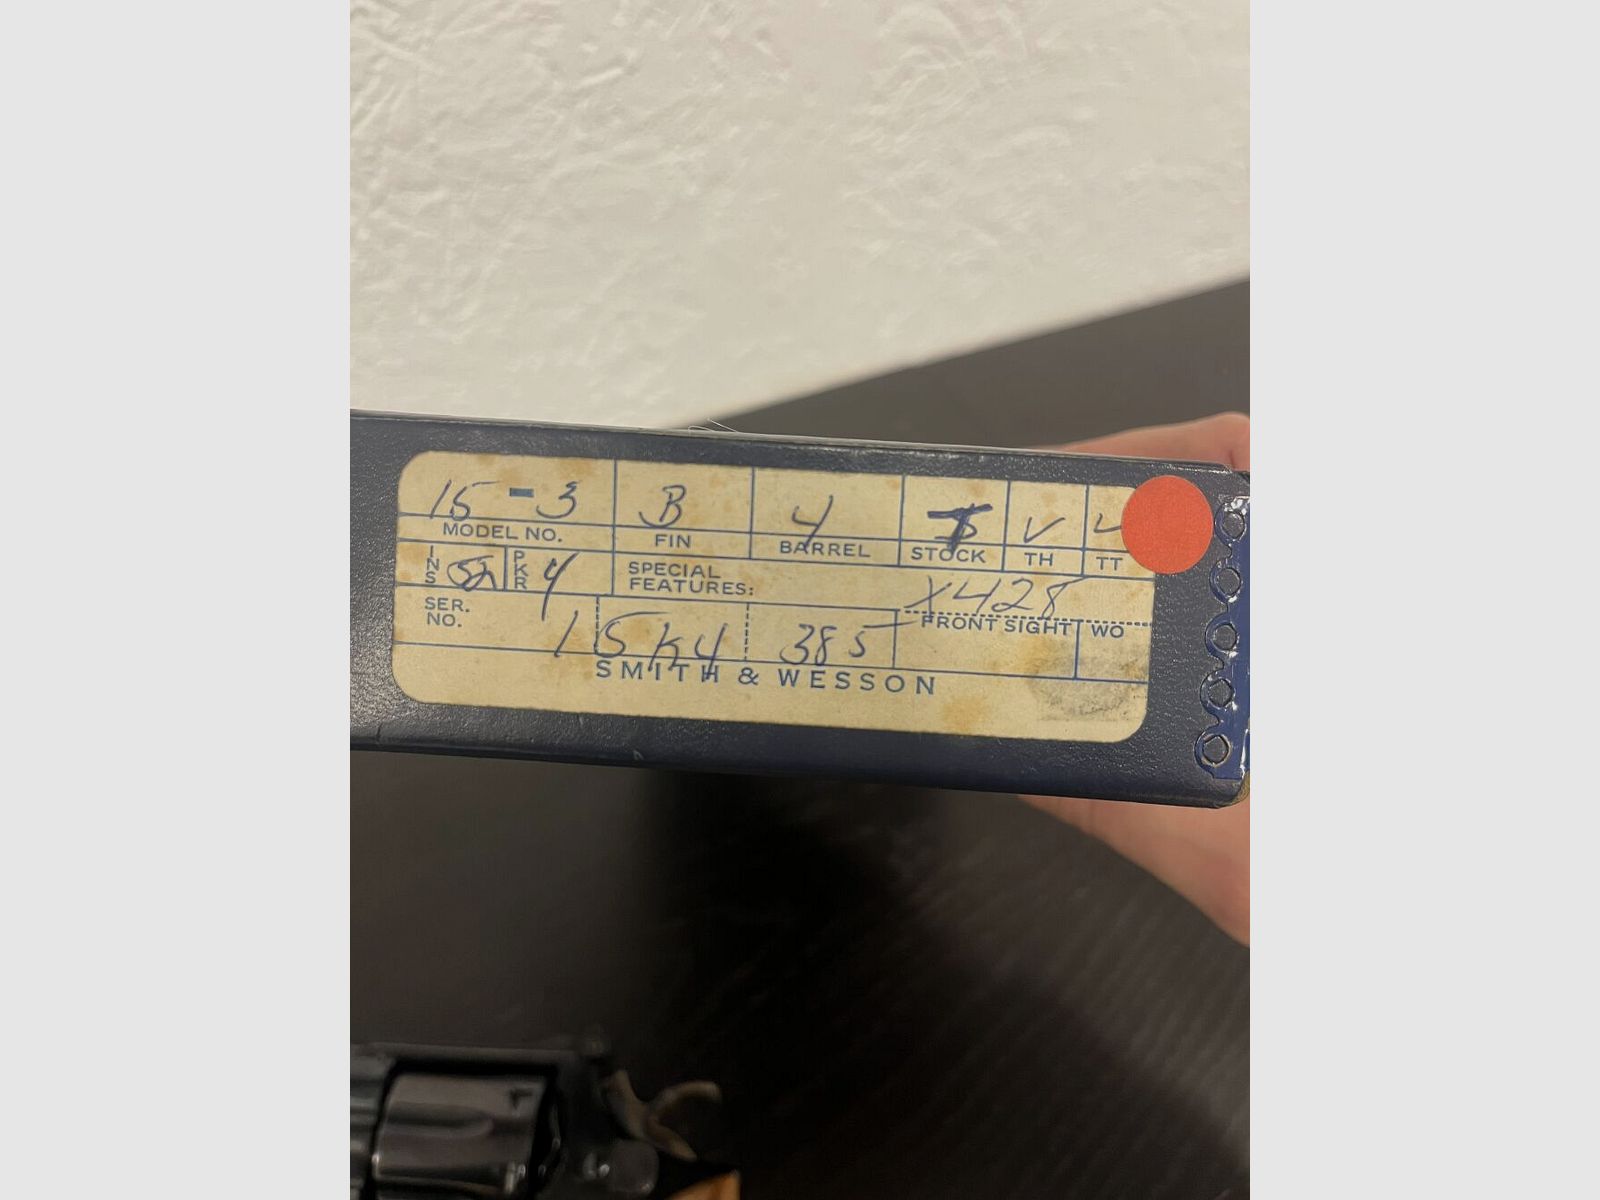 15-3 B 4 V
MODEL NO. FIN BARREL STOCK TH TT
INS PKR 4 SPECIAL FEATURES: X428
SER. NO. 15K4 385 FRONT SIGHT WO
SMITH & WESSON